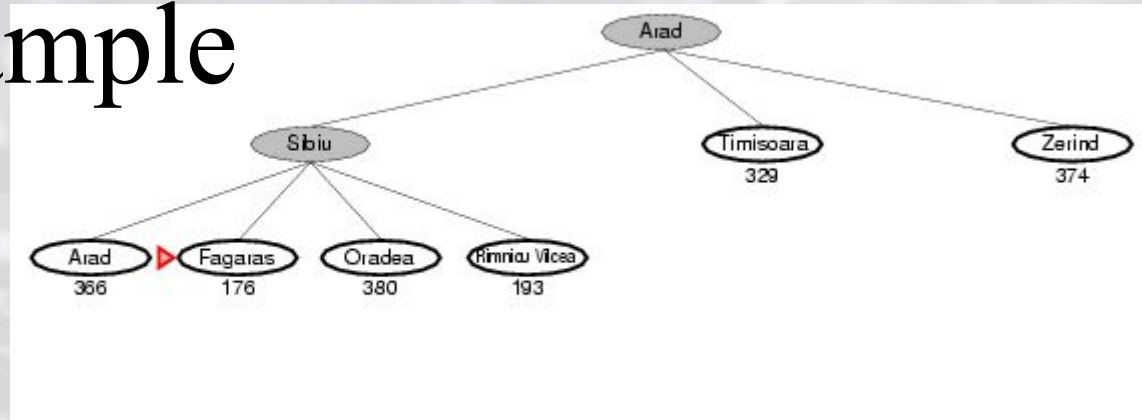 mple
Arad
Sibiu
Timisoara
Zerind
329
374
Arad
Fagaras
Oradea
Rimnicu Vilcea
366
176
380
193